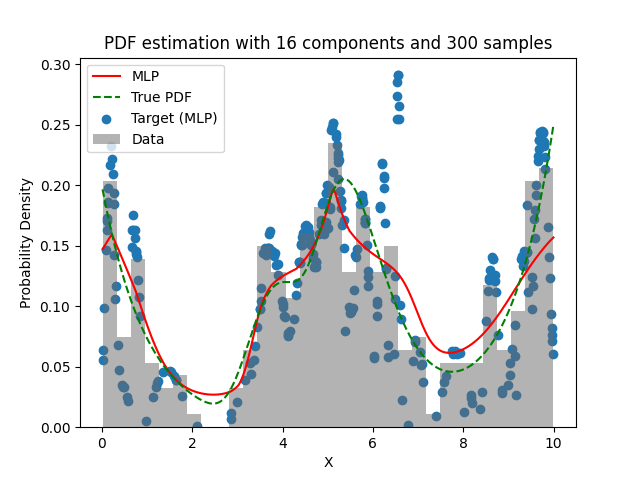 PDF estimation with 16 components and 300 samples
MLP
True PDF
Target (MLP)
Data
Probability Density
0.30
0.25
0.20
0.15
0.10
0.05
0.00
0
2
4
6
8
10
X